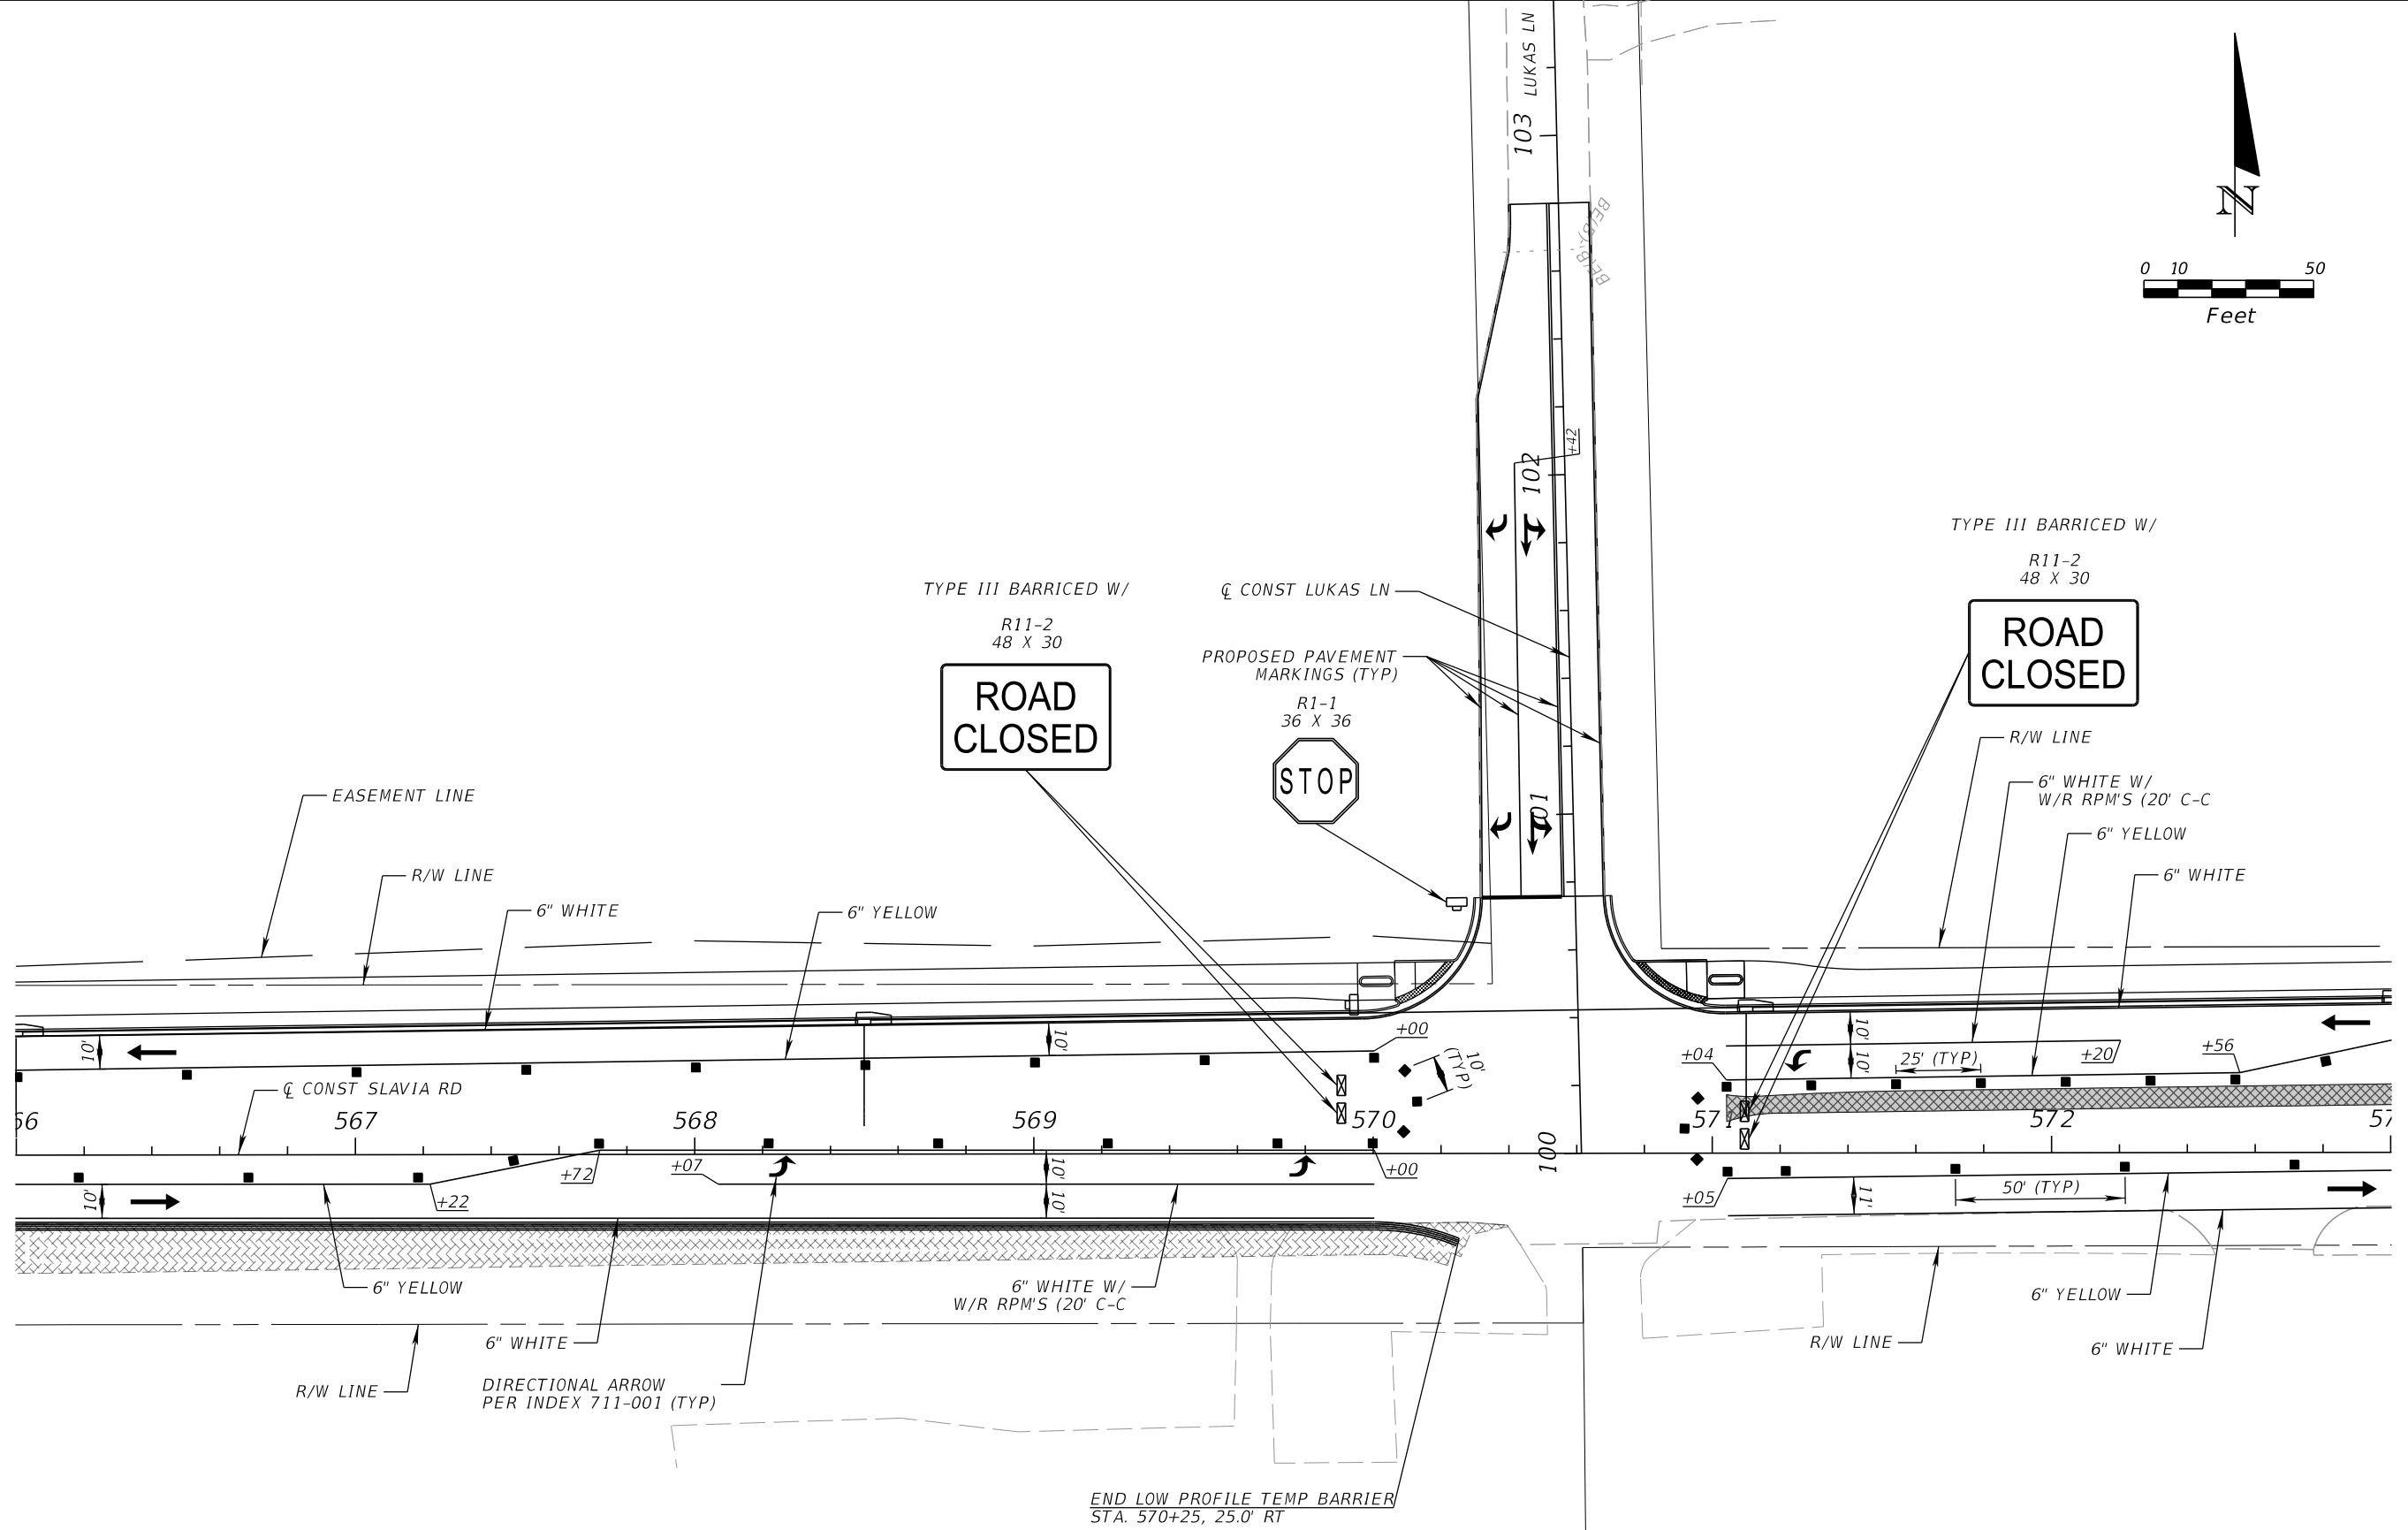 LUKAS LN
103
N
0 10 50
Feet
BE(B)
BE(B)
+42
102
TYPE III BARRICED W/
R11-2
48 X 30
ROAD
CLOSED
TYPE III BARRICED W/
R11-2
48 X 30
ROAD
CLOSED
℄ CONST LUKAS LN
PROPOSED PAVEMENT
MARKINGS (TYP)
R1-1
36 X 36
STOP
101
R/W LINE
6" WHITE W/
W/R RPM'S (20' C-C
6" YELLOW
6" WHITE
EASEMENT LINE
R/W LINE
6" WHITE
6" YELLOW
10'
10'
+00
10'
(TYP)
+04
10'
10'
25' (TYP)
+20
+56
℄ CONST SLAVIA RD
66
567
568
569
570
571
572
57
100
+72
+07
10'
10'
+00
10'
+22
+05
11'
50' (TYP)
6" YELLOW
6" WHITE W/
W/R RPM'S (20' C-C
6" WHITE
R/W LINE
DIRECTIONAL ARROW
PER INDEX 711-001 (TYP)
6" YELLOW
R/W LINE
6" WHITE
END LOW PROFILE TEMP BARRIER
STA. 570+25, 25.0' RT